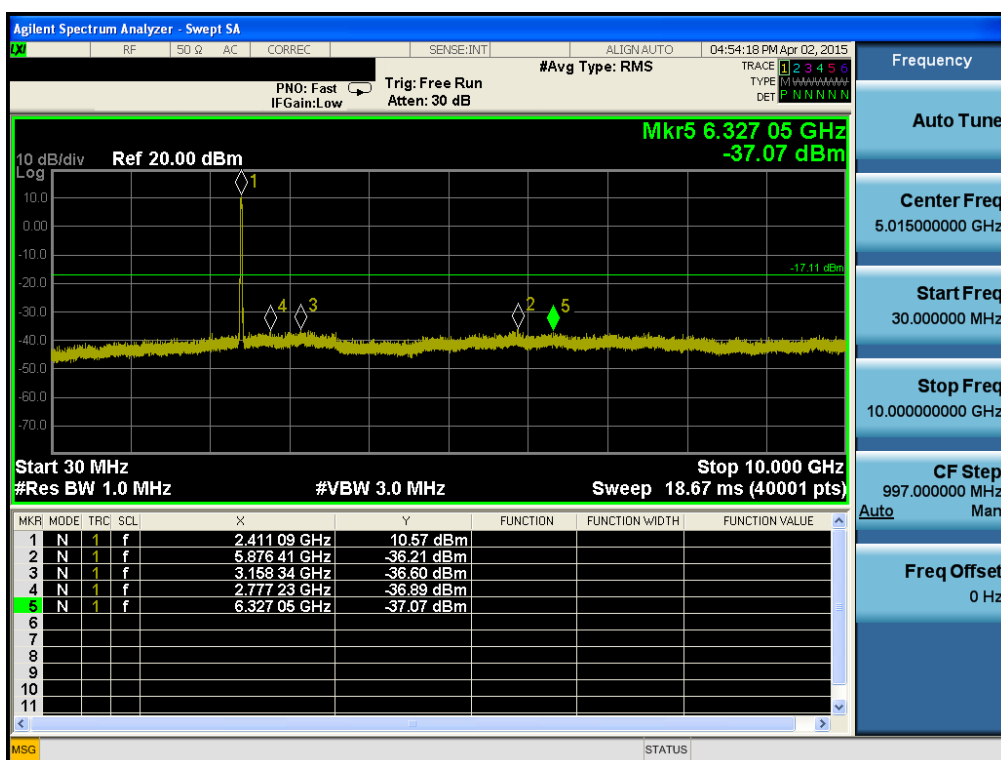 Agilent Spectrum Analyzer - Swept SA
LXI RF 50 Ω AC CORREC SENSE:INT ALIGN AUTO 04:54:18 PM Apr 02, 2015
PNO: Fast
IFGain:Low
Trig: Free Run
Atten: 30 dB
#Avg Type: RMS
TRACE 1 2 3 4 5 6
TYPE M WWWWW
DET P N N N N N
Mkr5 6.327 05 GHz
-37.07 dBm
10 dB/div Ref 20.00 dBm
Log
10.0
0.00
-10.0
-20.0
-30.0
-40.0
-50.0
-60.0
-70.0
1
4
3
2
5
-17.11 dBm
Start 30 MHz Stop 10.000 GHz
#Res BW 1.0 MHz #VBW 3.0 MHz Sweep 18.67 ms (40001 pts)
MKR MODE TRC SCL X Y FUNCTION FUNCTION WIDTH FUNCTION VALUE
1 N 1 f 2.411 09 GHz 10.57 dBm
2 N 1 f 5.876 41 GHz -36.21 dBm
3 N 1 f 3.158 34 GHz -36.60 dBm
4 N 1 f 2.777 23 GHz -36.89 dBm
5 N 1 f 6.327 05 GHz -37.07 dBm
6
7
8
9
10
11
MSG STATUS
Frequency
Auto Tune
Center Freq
5.015000000 GHz
Start Freq
30.000000 MHz
Stop Freq
10.000000000 GHz
CF Step
997.000000 MHz
Auto Man
Freq Offset
0 Hz